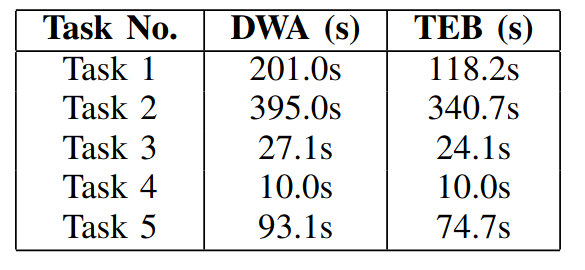 Task No. DWA (s) TEB (s)
Task 1 201.0s 118.2s
Task 2 395.0s 340.7s
Task 3 27.1s 24.1s
Task 4 10.0s 10.0s
Task 5 93.1s 74.7s